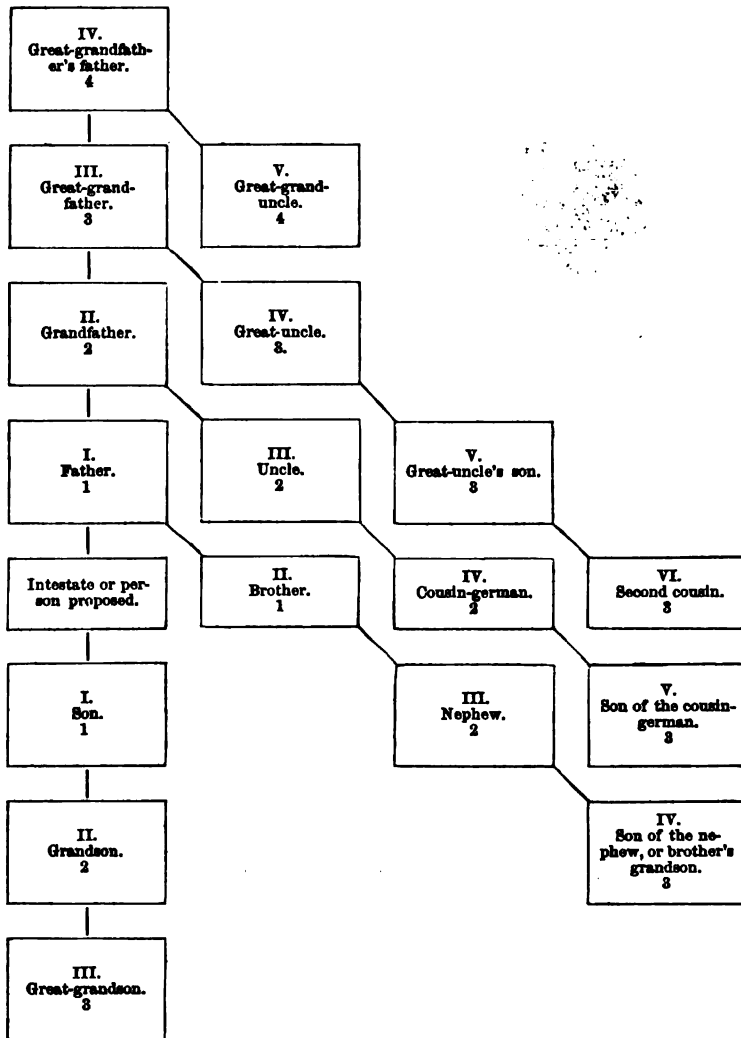 IV.
Great-grandfath-
er's father.
4
III.
Great-grand-
father.
3
V.
Great-grand-
uncle.
4
II.
Grandfather.
2
IV.
Great-uncle.
3.
I.
Father.
1
III.
Uncle.
2
V.
Great-uncle's son.
3
Intestate or per-
son proposed.
II.
Brother.
1
IV.
Cousin-german.
2
VI.
Second cousin.
3
I.
Son.
1
III.
Nephew.
2
V.
Son of the cousin-
german.
3
II.
Grandson.
2
IV.
Son of the ne-
phew, or brother's
grandson.
3
III.
Great-grandson.
3